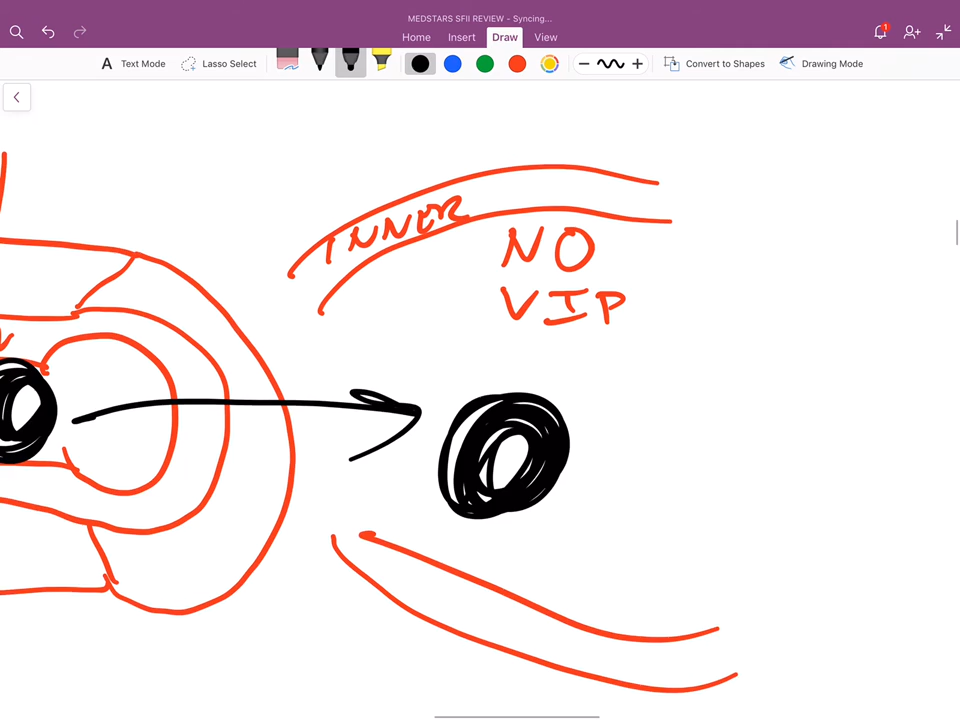 MEDSTARS SFII REVIEW - Syncing...
Home Insert Draw View
1
A Text Mode Lasso Select Convert to Shapes Drawing Mode
INNER
NO
VIP